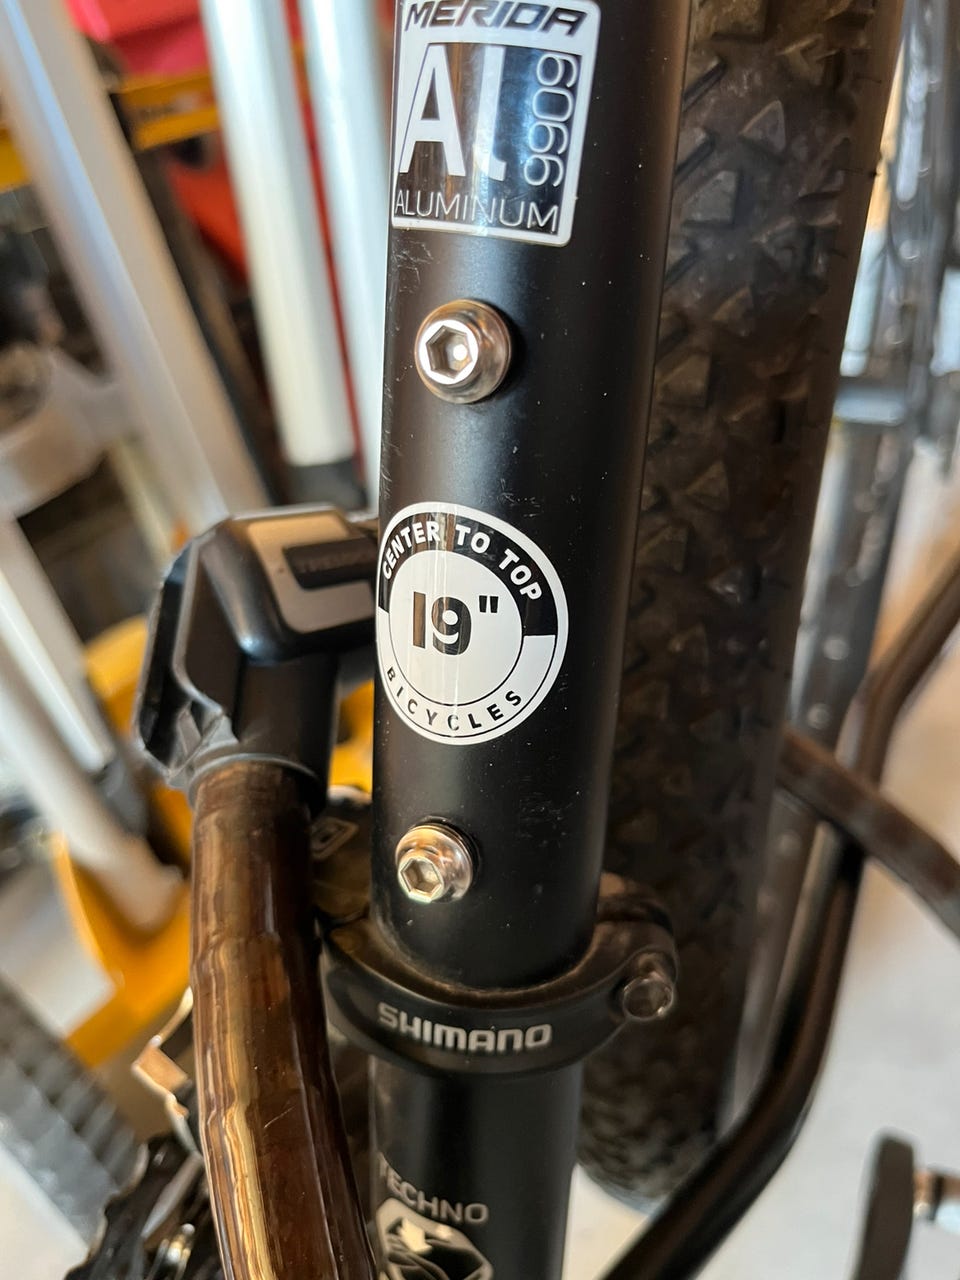 MERIDA
Al
6066
ALUMINUM
CENTER TO TOP
19"
BICYCLES
SHIMANO
TECHNO